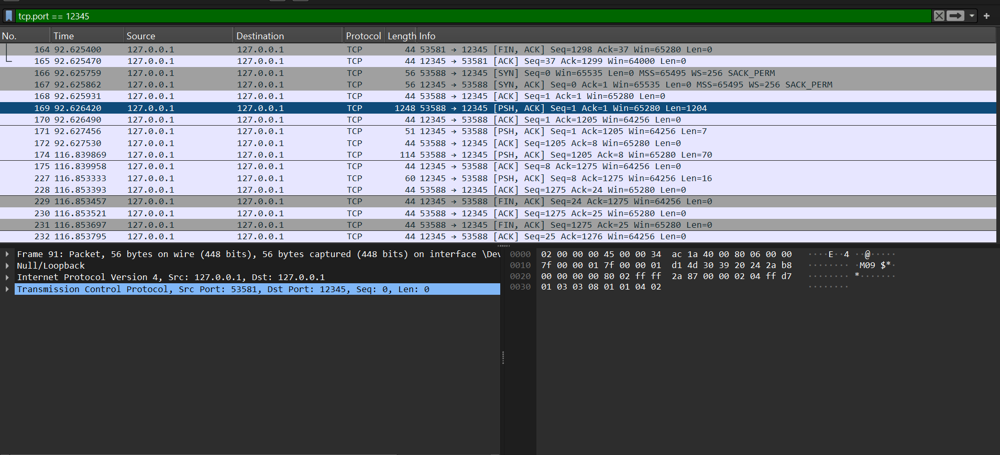 tcp.port == 12345
No. Time Source Destination Protocol Length Info
164 92.625400 127.0.0.1 127.0.0.1 TCP 44 53581 → 12345 [FIN, ACK] Seq=1298 Ack=37 Win=65280 Len=0
165 92.625470 127.0.0.1 127.0.0.1 TCP 44 12345 → 53581 [ACK] Seq=37 Ack=1299 Win=64000 Len=0
166 92.625759 127.0.0.1 127.0.0.1 TCP 56 53588 → 12345 [SYN] Seq=0 Win=65535 Len=0 MSS=65495 WS=256 SACK_PERM
167 92.625862 127.0.0.1 127.0.0.1 TCP 56 12345 → 53588 [SYN, ACK] Seq=0 Ack=1 Win=65535 Len=0 MSS=65495 WS=256 SACK_PERM
168 92.625931 127.0.0.1 127.0.0.1 TCP 44 53588 → 12345 [ACK] Seq=1 Ack=1 Win=65280 Len=0
169 92.626420 127.0.0.1 127.0.0.1 TCP 1248 53588 → 12345 [PSH, ACK] Seq=1 Ack=1 Win=65280 Len=1204
170 92.626490 127.0.0.1 127.0.0.1 TCP 44 12345 → 53588 [ACK] Seq=1 Ack=1205 Win=64256 Len=0
171 92.627456 127.0.0.1 127.0.0.1 TCP 51 12345 → 53588 [PSH, ACK] Seq=1 Ack=1205 Win=64256 Len=7
172 92.627530 127.0.0.1 127.0.0.1 TCP 44 53588 → 12345 [ACK] Seq=1205 Ack=8 Win=65280 Len=0
174 116.839869 127.0.0.1 127.0.0.1 TCP 114 53588 → 12345 [PSH, ACK] Seq=1205 Ack=8 Win=65280 Len=70
175 116.839958 127.0.0.1 127.0.0.1 TCP 44 12345 → 53588 [ACK] Seq=8 Ack=1275 Win=64256 Len=0
227 116.853333 127.0.0.1 127.0.0.1 TCP 60 12345 → 53588 [PSH, ACK] Seq=8 Ack=1275 Win=64256 Len=16
228 116.853393 127.0.0.1 127.0.0.1 TCP 44 53588 → 12345 [ACK] Seq=1275 Ack=24 Win=65280 Len=0
229 116.853457 127.0.0.1 127.0.0.1 TCP 44 12345 → 53588 [FIN, ACK] Seq=24 Ack=1275 Win=64256 Len=0
230 116.853521 127.0.0.1 127.0.0.1 TCP 44 53588 → 12345 [ACK] Seq=1275 Ack=25 Win=65280 Len=0
231 116.853697 127.0.0.1 127.0.0.1 TCP 44 53588 → 12345 [FIN, ACK] Seq=1275 Ack=25 Win=65280 Len=0
232 116.853795 127.0.0.1 127.0.0.1 TCP 44 12345 → 53588 [ACK] Seq=25 Ack=1276 Win=64256 Len=0
Frame 91: Packet, 56 bytes on wire (448 bits), 56 bytes captured (448 bits) on interface \De
Null/Loopback
Internet Protocol Version 4, Src: 127.0.0.1, Dst: 127.0.0.1
Transmission Control Protocol, Src Port: 53581, Dst Port: 12345, Seq: 0, Len: 0
0000 02 00 00 00 45 00 00 34 ac 1a 40 00 80 06 00 00 ····E··4 ··@·····
0010 7f 00 00 01 7f 00 00 01 d1 4d 30 39 20 24 2a b8 ········ ·M09 $*·
0020 00 00 00 00 80 02 ff ff 2a 87 00 00 02 04 ff d7 ········ *·······
0030 01 03 03 08 01 01 04 02 ········